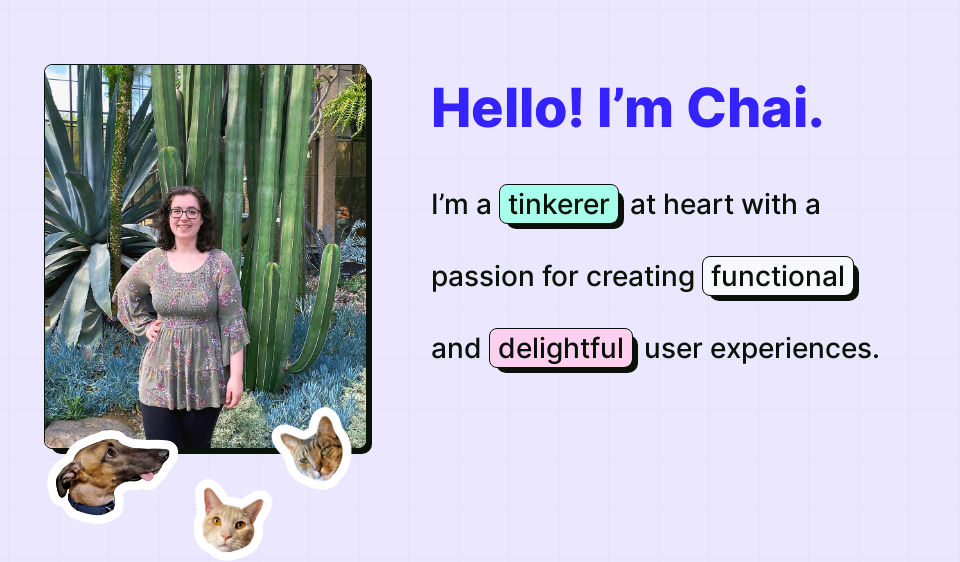 Hello! I’m Chai.
I’m a tinkerer at heart with a
passion for creating functional
and delightful user experiences.